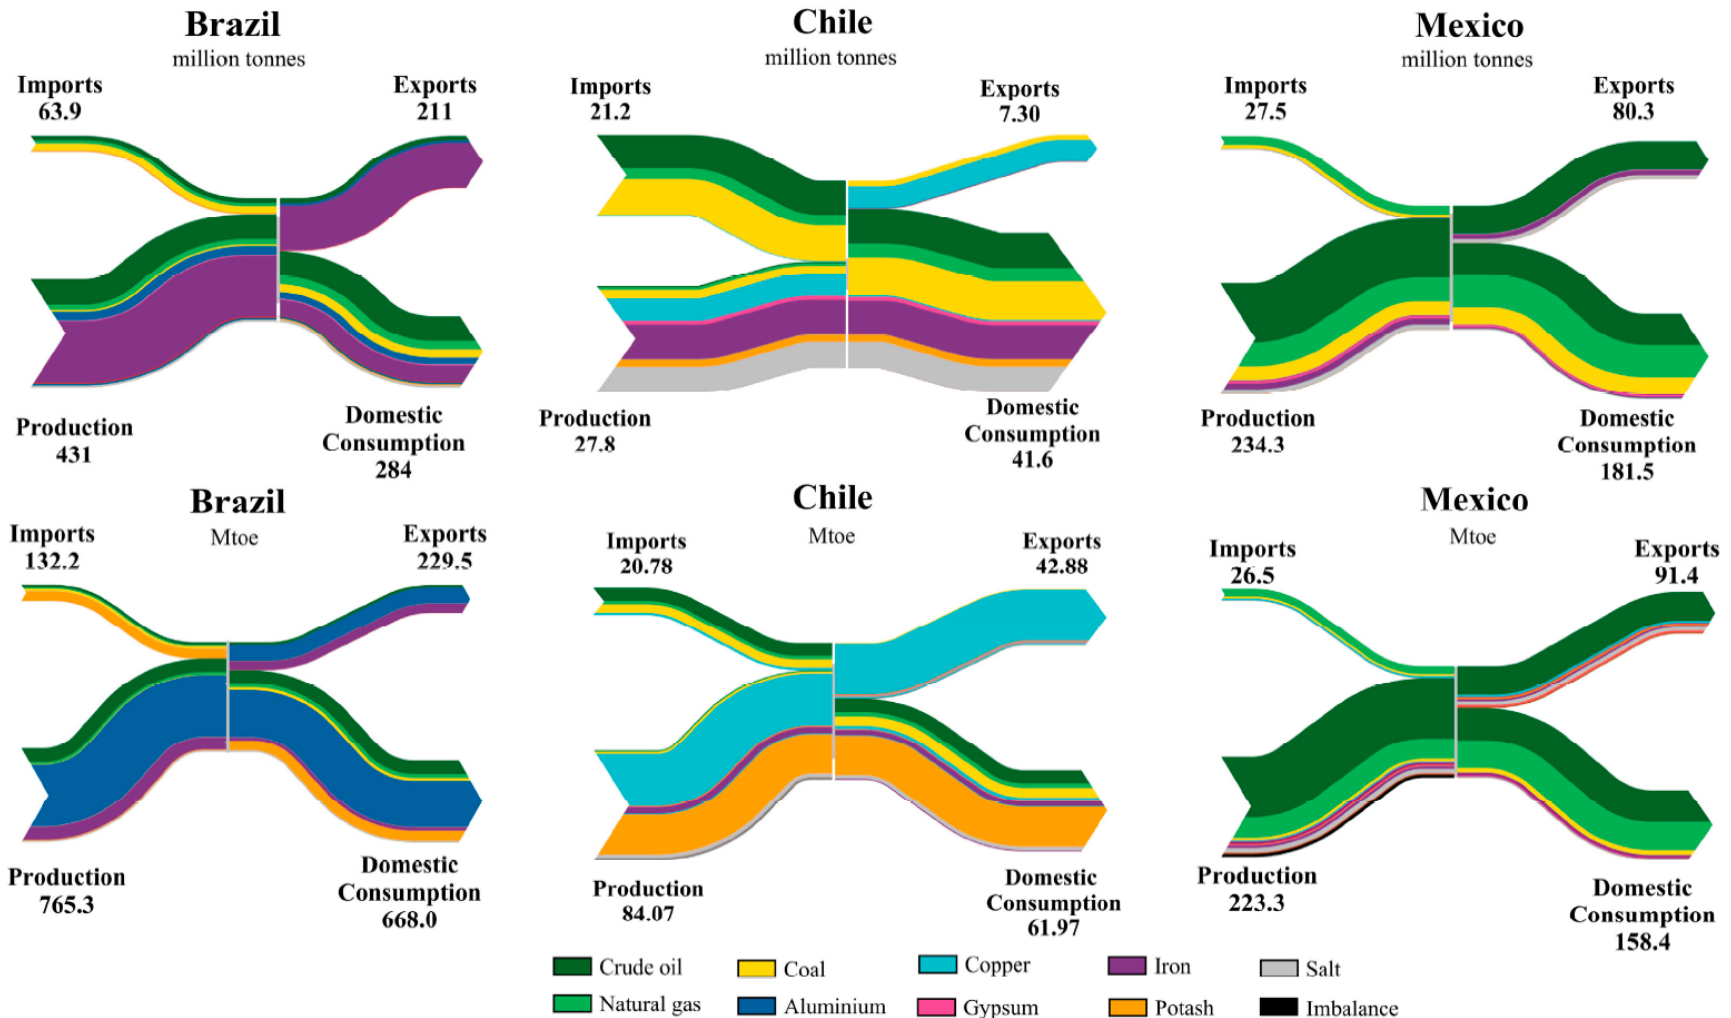 Brazil
million tonnes
Imports
63.9
Exports
211
Production
431
Domestic
Consumption
284
Chile
million tonnes
Imports
21.2
Exports
7.30
Production
27.8
Domestic
Consumption
41.6
Mexico
million tonnes
Imports
27.5
Exports
80.3
Production
234.3
Domestic
Consumption
181.5
Brazil
Mtoe
Imports
132.2
Exports
229.5
Production
765.3
Domestic
Consumption
668.0
Chile
Mtoe
Imports
20.78
Exports
42.88
Production
84.07
Domestic
Consumption
61.97
Mexico
Mtoe
Imports
26.5
Exports
91.4
Production
223.3
Domestic
Consumption
158.4
Crude oil
Coal
Copper
Iron
Salt
Natural gas
Aluminium
Gypsum
Potash
Imbalance